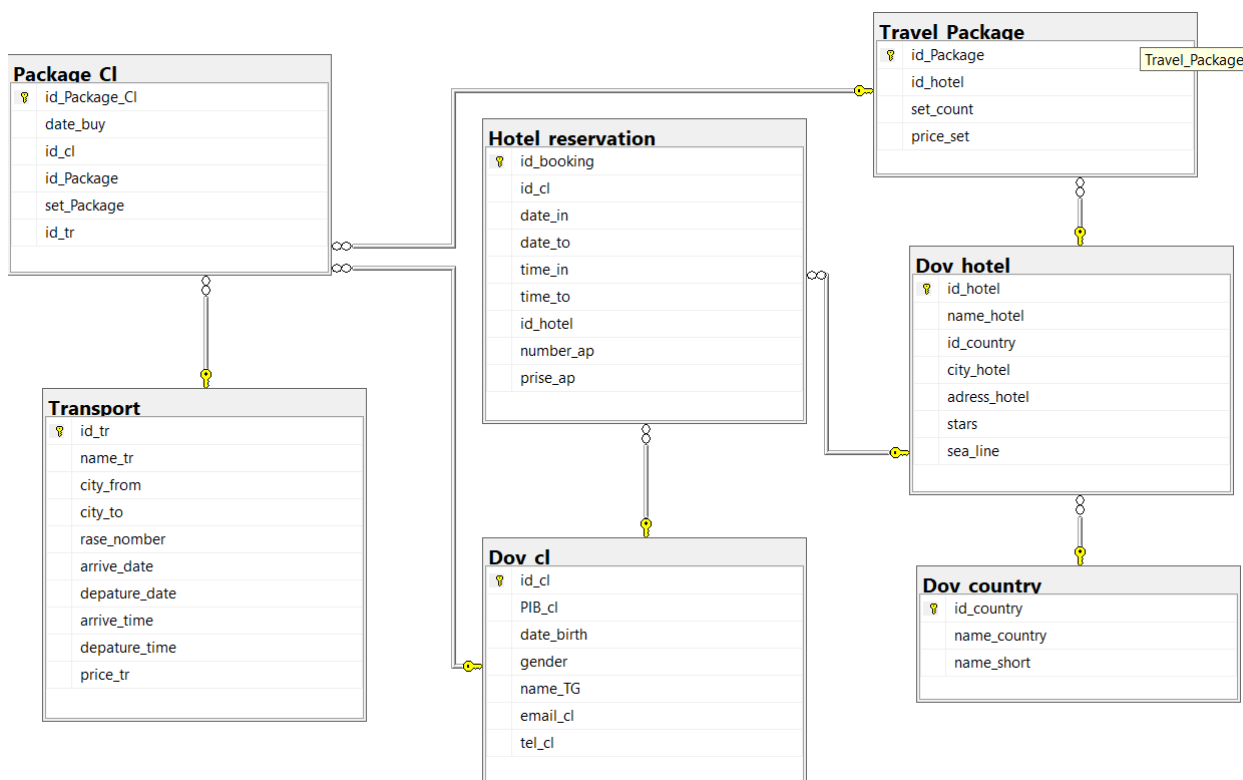 Package_Cl
id_Package_Cl
date_buy
id_cl
id_Package
set_Package
id_tr
Transport
id_tr
name_tr
city_from
city_to
rase_nomber
arrive_date
depature_date
arrive_time
depature_time
price_tr
Hotel_reservation
id_booking
id_cl
date_in
date_to
time_in
time_to
id_hotel
number_ap
prise_ap
Dov_cl
id_cl
PIB_cl
date_birth
gender
name_TG
email_cl
tel_cl
Travel_Package
id_Package
id_hotel
set_count
price_set
Travel_Package
Dov_hotel
id_hotel
name_hotel
id_country
city_hotel
adress_hotel
stars
sea_line
Dov_country
id_country
name_country
name_short